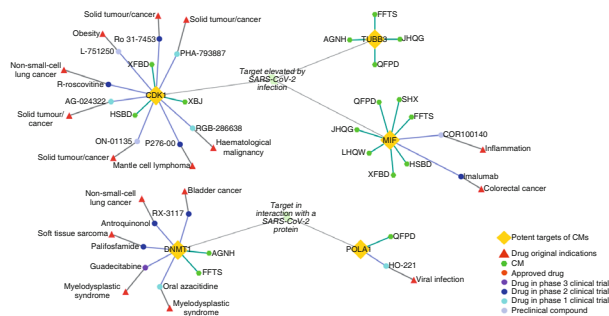 Solid tumour/cancer
Ro 31-7453
Solid tumour/cancer
Obesity
L-751250
PHA-793887
XFBD
Non-small-cell
lung cancer
R-roscovitine
CDK1
XBJ
AG-024322
HSBD
Solid tumour/
cancer
RGB-286638
ON-01135
P276-00
Haematological
malignancy
Solid tumour/cancer
Mantle cell lymphoma
Target elevated by
SARS-CoV-2
infection
FFTS
AGNH
JHQG
TUBB3
QFPD
QFPD
SHX
FFTS
JHQG
COR100140
MIF
LHQW
Inflammation
HSBD
XFBD
Imalumab
Colorectal cancer
Non-small-cell
lung cancer
Bladder cancer
RX-3117
Antroquinonol
Soft tissue sarcoma
Palifosfamide
DNMT1
AGNH
Guadecitabine
FFTS
Oral azacitidine
Myelodysplastic
syndrome
Myelodysplastic
syndrome
Target in
interaction with a
SARS-CoV-2
protein
QFPD
POLA1
HO-221
Viral infection
Potent targets of CMs
Drug original indications
CM
Approved drug
Drug in phase 3 clinical trial
Drug in phase 2 clinical trial
Drug in phase 1 clinical trial
Preclinical compound